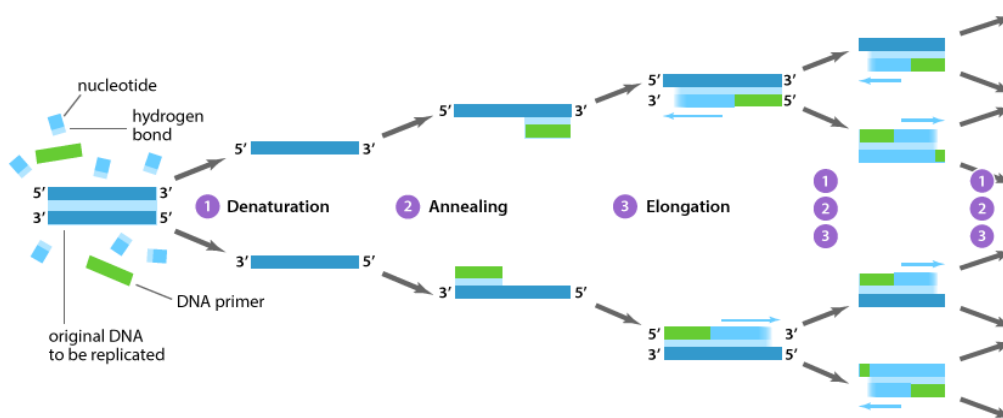 nucleotide
hydrogen
bond
5’ 3’
3’ 5’
DNA primer
original DNA
to be replicated
5’ 3’
1 Denaturation
3’ 5’
5’ 3’
2 Annealing
3’ 5’
5’ 3’
3’ 5’
3 Elongation
5’ 3’
3’ 5’
1
2
3
1
2
3